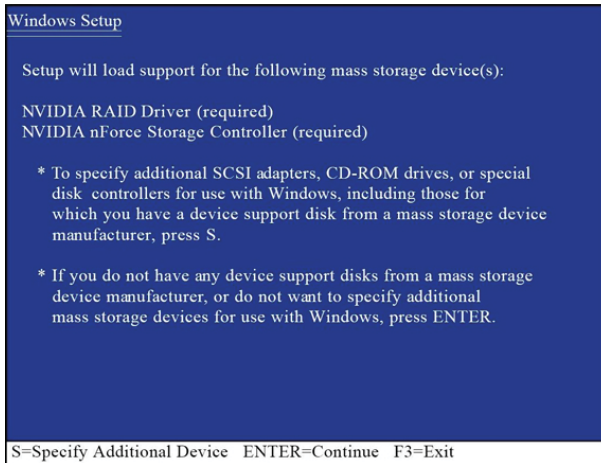 Windows Setup
Setup will load support for the following mass storage device(s):
NVIDIA RAID Driver (required)
NVIDIA nForce Storage Controller (required)
* To specify additional SCSI adapters, CD-ROM drives, or special
disk controllers for use with Windows, including those for
which you have a device support disk from a mass storage device
manufacturer, press S.
* If you do not have any device support disks from a mass storage
device manufacturer, or do not want to specify additional
mass storage devices for use with Windows, press ENTER.
S=Specify Additional Device ENTER=Continue F3=Exit